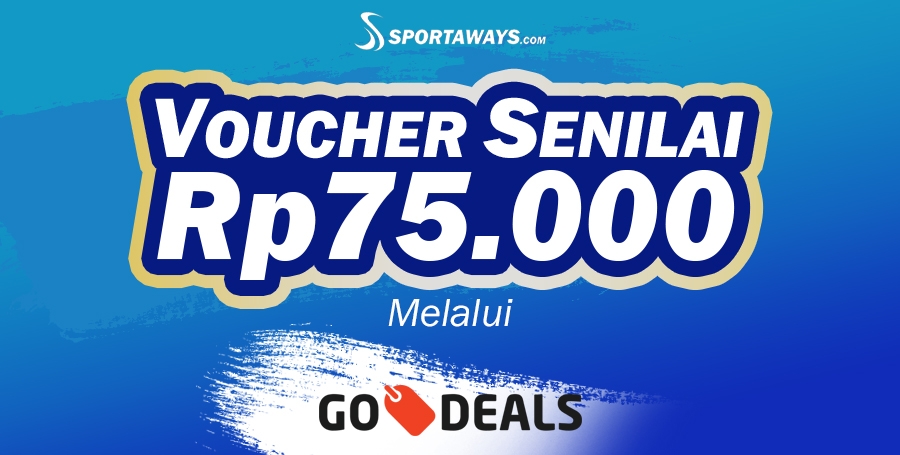 SPORTAWAYS.COM
VOUCHER SENILAI
Rp75.000
Melalui
GO DEALS